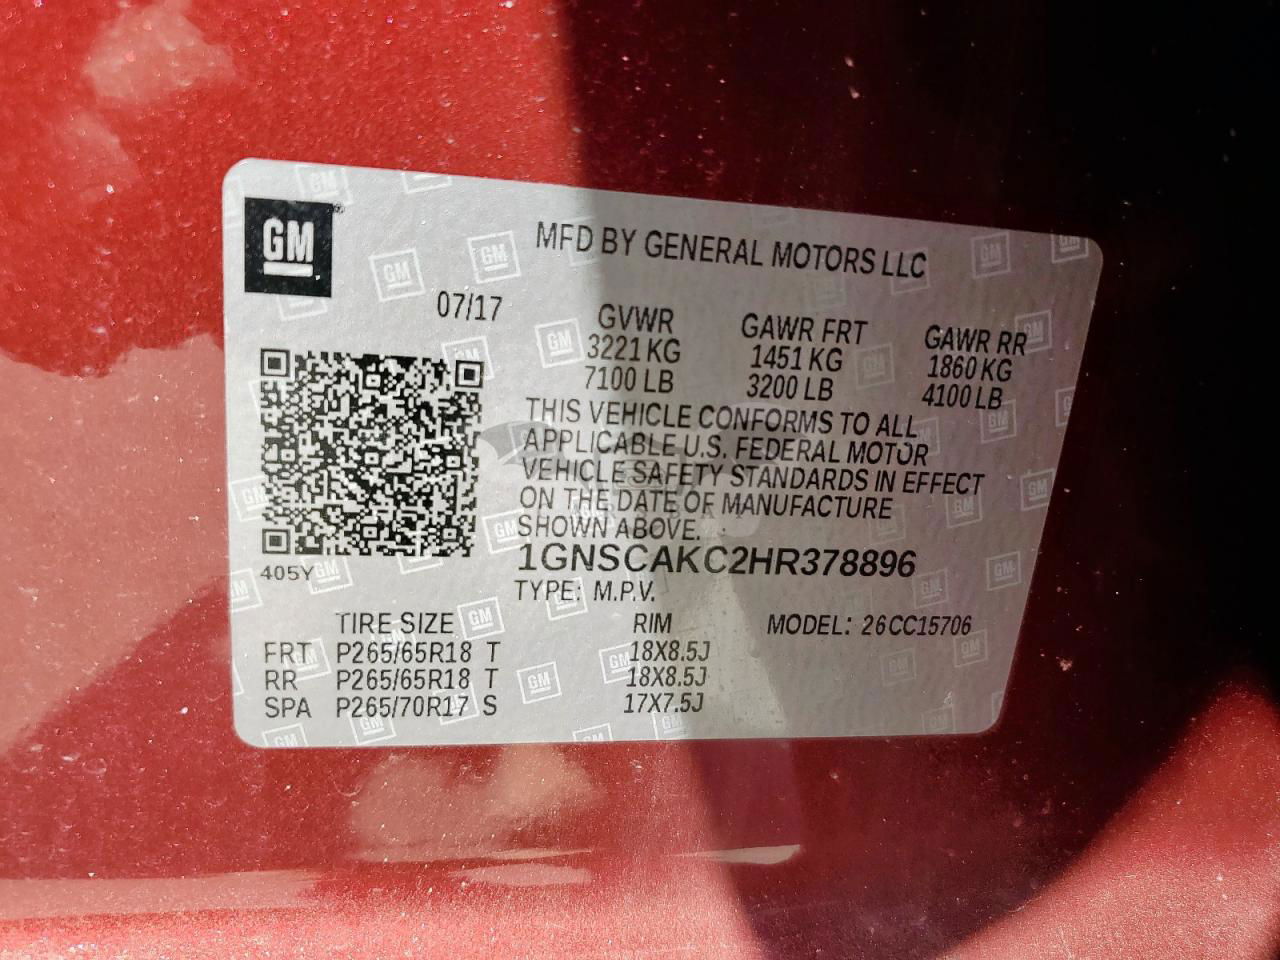 GM
MFD BY GENERAL MOTORS LLC
07/17
GVWR GAWR FRT GAWR RR
3221 KG 1451 KG 1860 KG
7100 LB 3200 LB 4100 LB
THIS VEHICLE CONFORMS TO ALL
APPLICABLE U.S. FEDERAL MOTOR
VEHICLE SAFETY STANDARDS IN EFFECT
ON THE DATE OF MANUFACTURE
SHOWN ABOVE.
405Y
1GNSCAKC2HR378896
TYPE: M.P.V.
TIRE SIZE RIM MODEL: 26CC15706
FRT P265/65R18 T 18X8.5J
RR P265/65R18 T 18X8.5J
SPA P265/70R17 S 17X7.5J